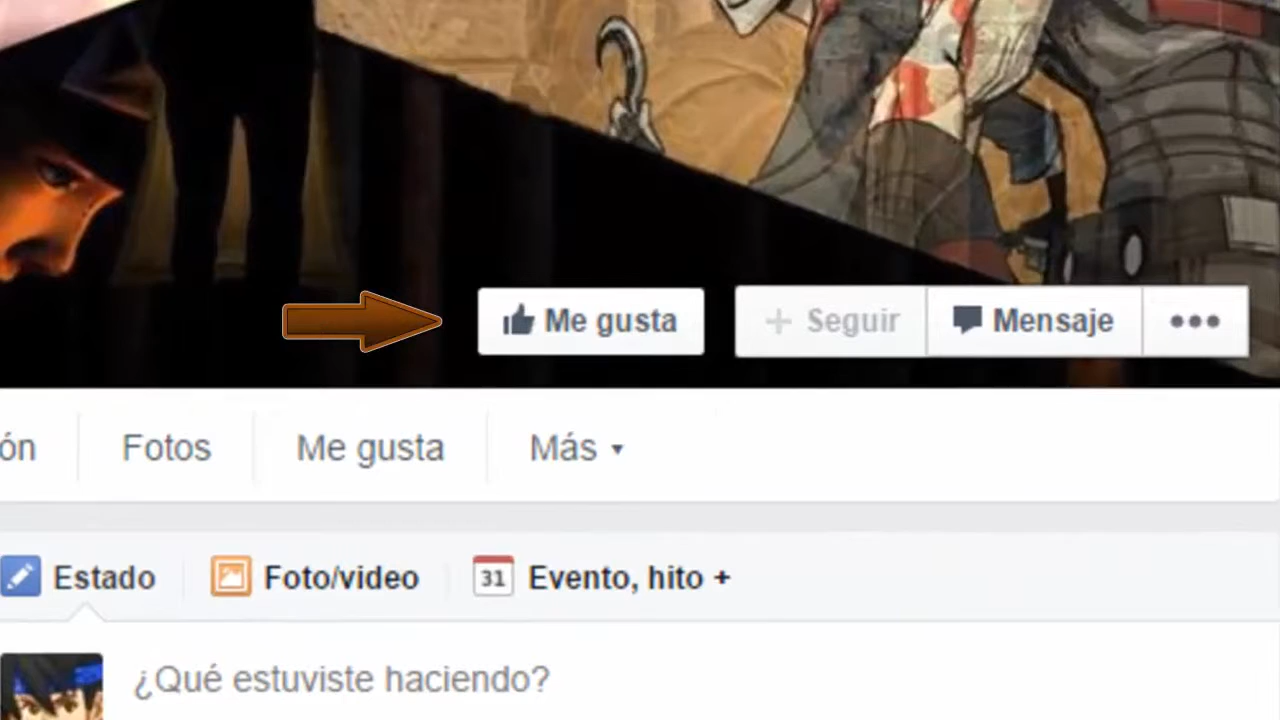 Me gusta
+ Seguir
Mensaje
•••
ón
Fotos
Me gusta
Más ▾
Estado
Foto/video
31
Evento, hito +
¿Qué estuviste haciendo?